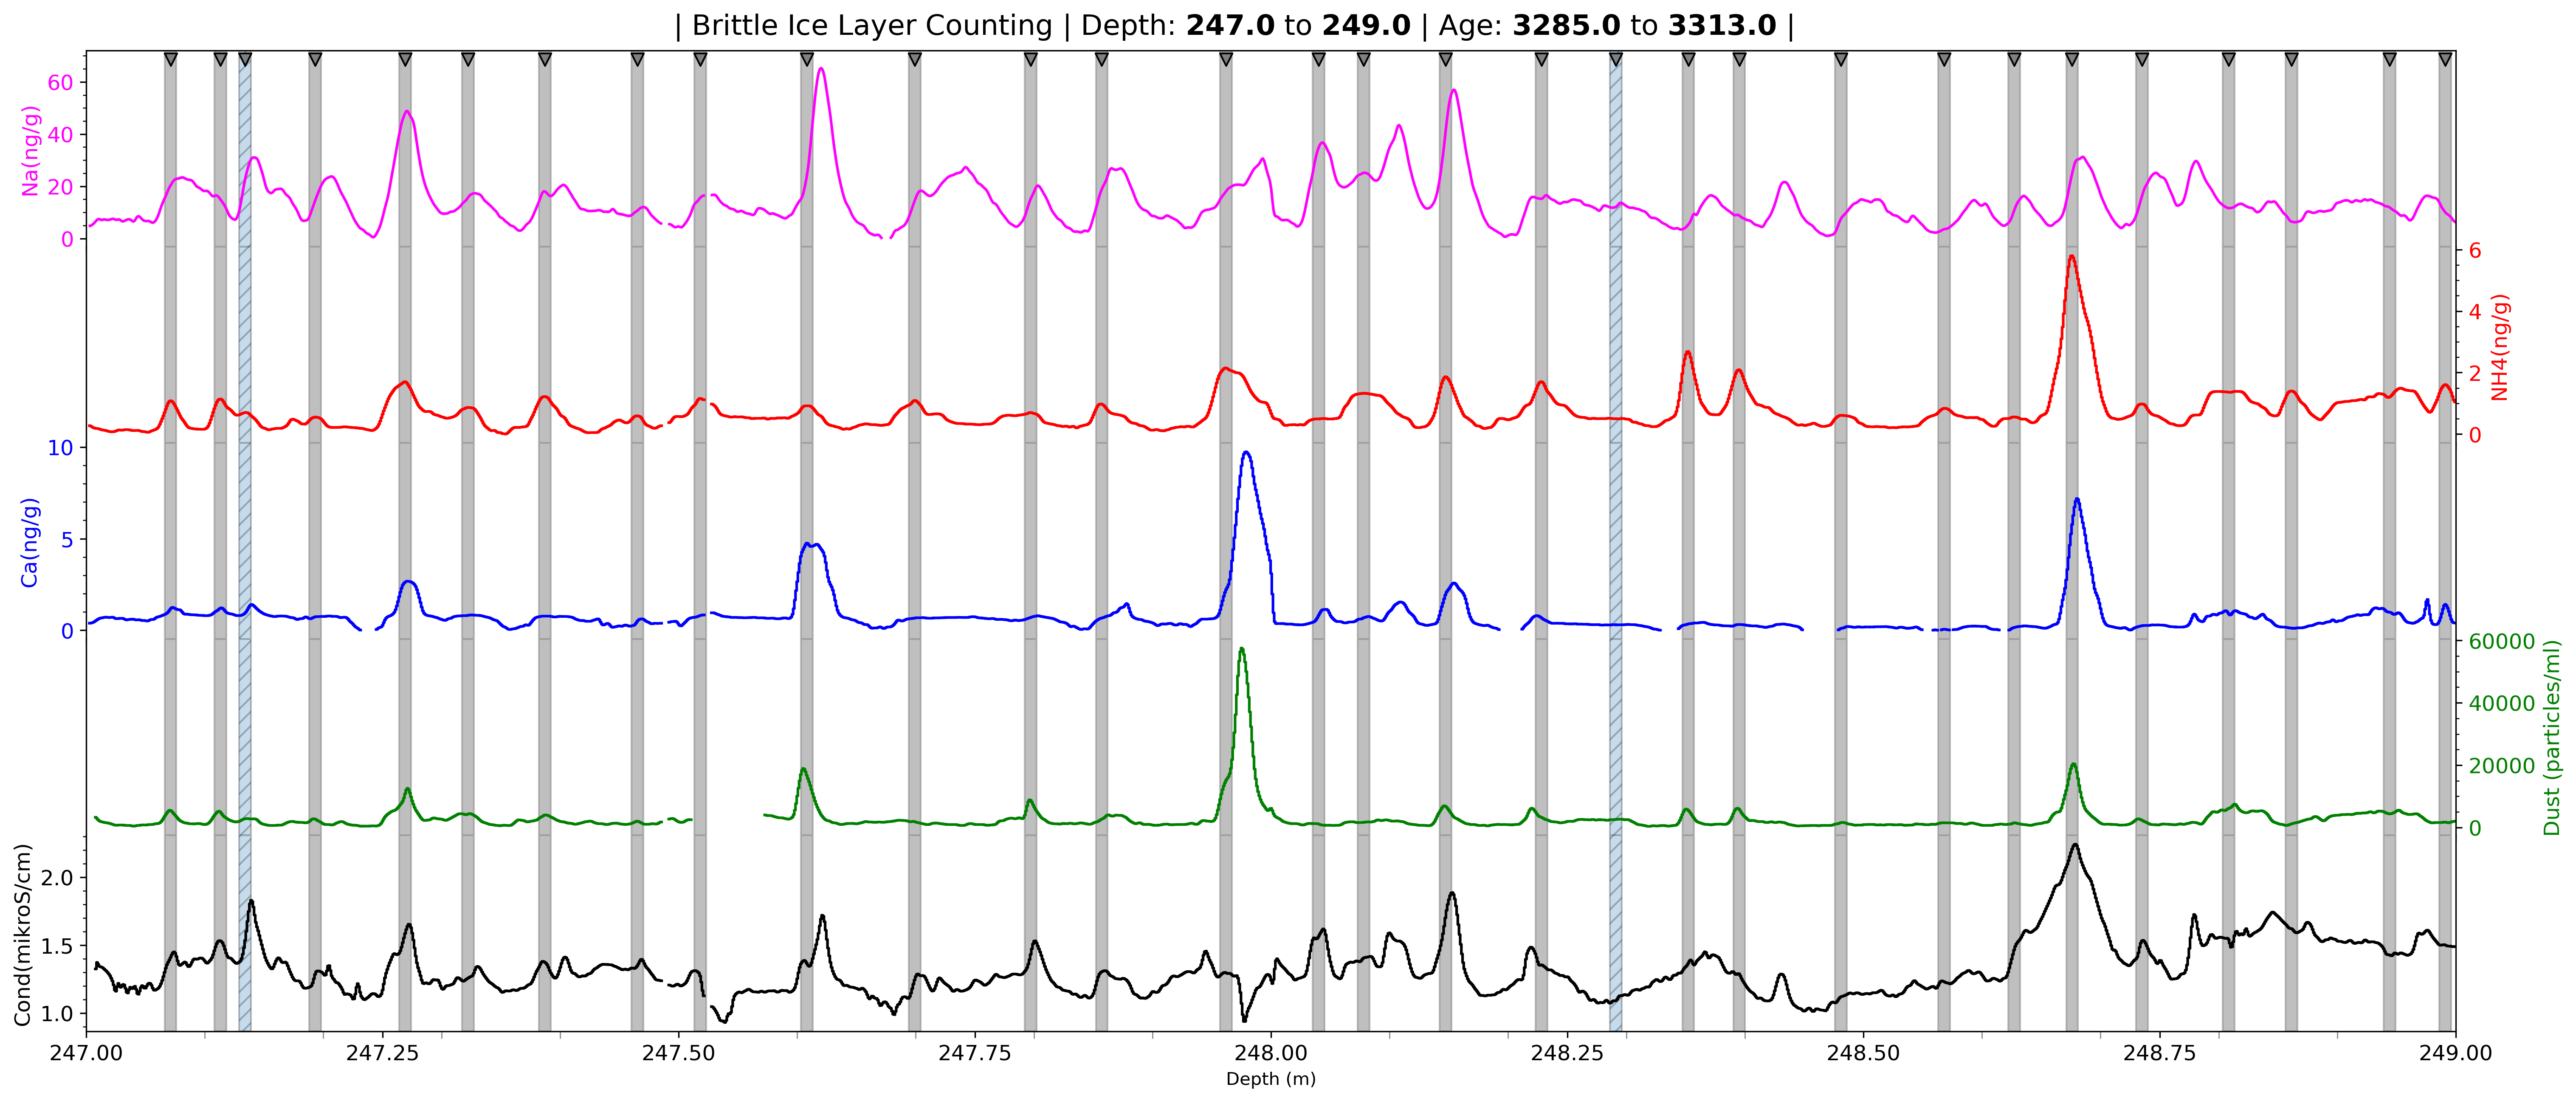 | Brittle Ice Layer Counting | Depth: 247.0 to 249.0 | Age: 3285.0 to 3313.0 |
Na(ng/g)
60
40
20
0
6
4
2
0
NH4(ng/g)
Ca(ng/g)
10
5
0
60000
40000
20000
0
Dust (particles/ml)
Cond(mikroS/cm)
2.0
1.5
1.0
247.00 247.25 247.50 247.75 248.00 248.25 248.50 248.75 249.00
Depth (m)